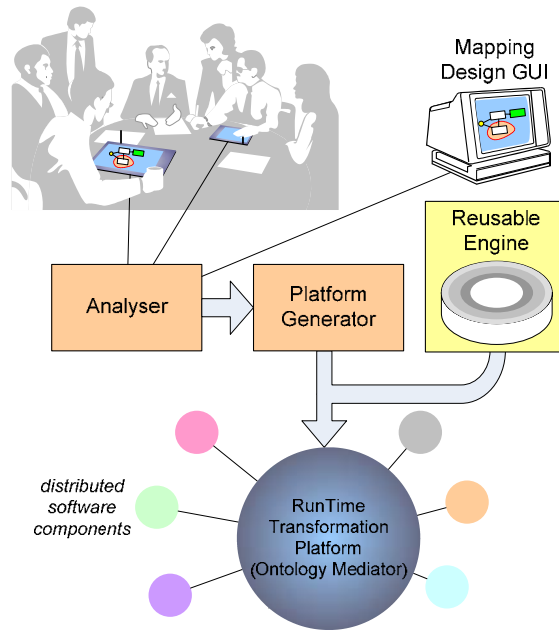 Mapping
Design GUI
Reusable
Engine
Analyser
Platform
Generator
distributed
software
components
RunTime
Transformation
Platform
(Ontology Mediator)